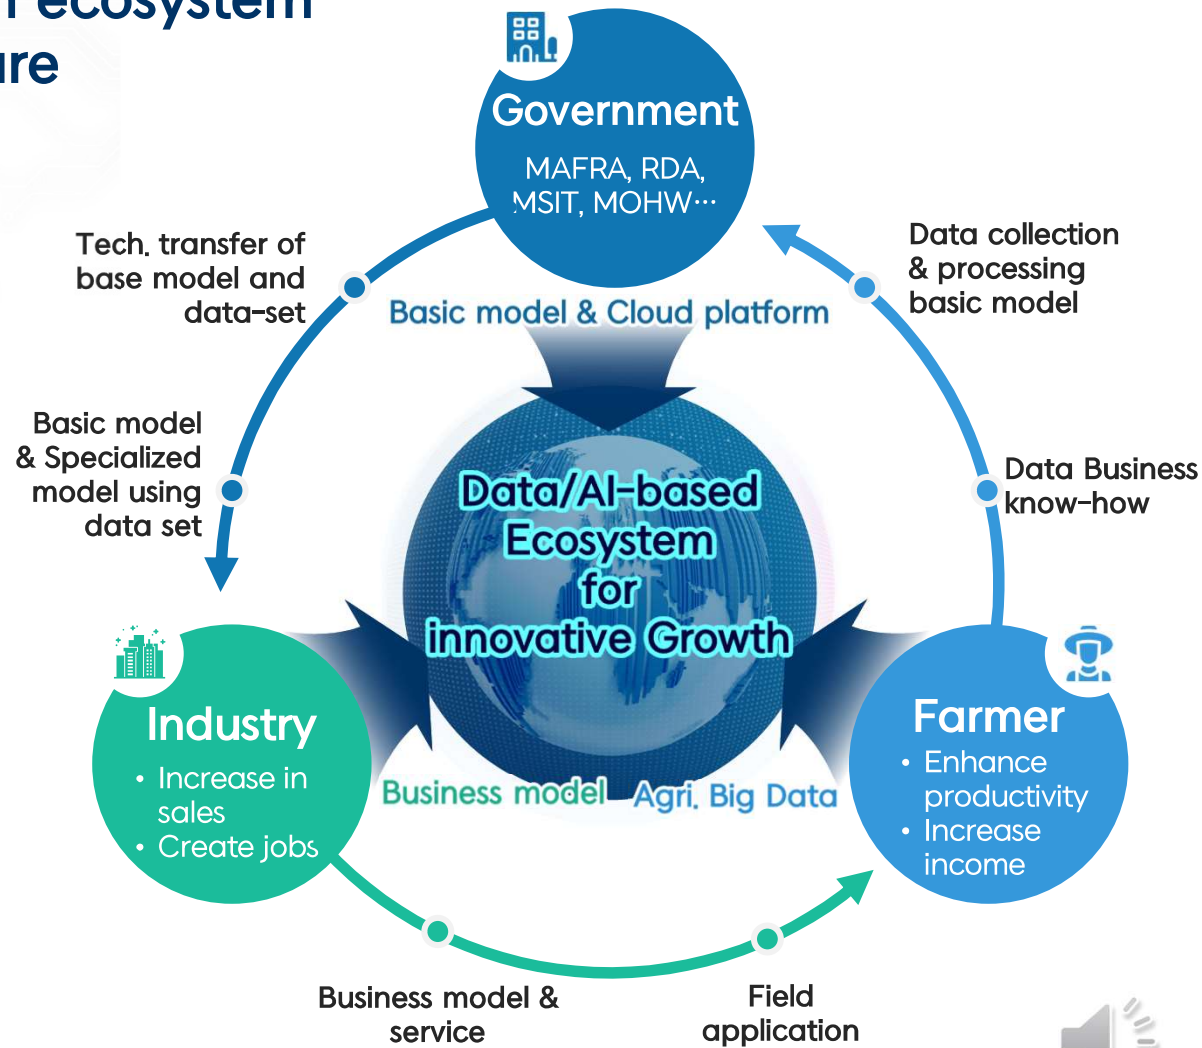 ecosystem
Government
MAFRA, RDA,
MSIT, MOHW···
Tech. transfer of
base model and
data-set
Data collection
& processing
basic model
Basic model & Cloud platform
Basic model
& Specialized
model using
data set
Data Business
know-how
Data/AI-based
Ecosystem
for
innovative Growth
Industry
• Increase in
sales
• Create jobs
Farmer
• Enhance
productivity
• Increase
income
Business model
Agri. Big Data
Business model &
service
Field
application